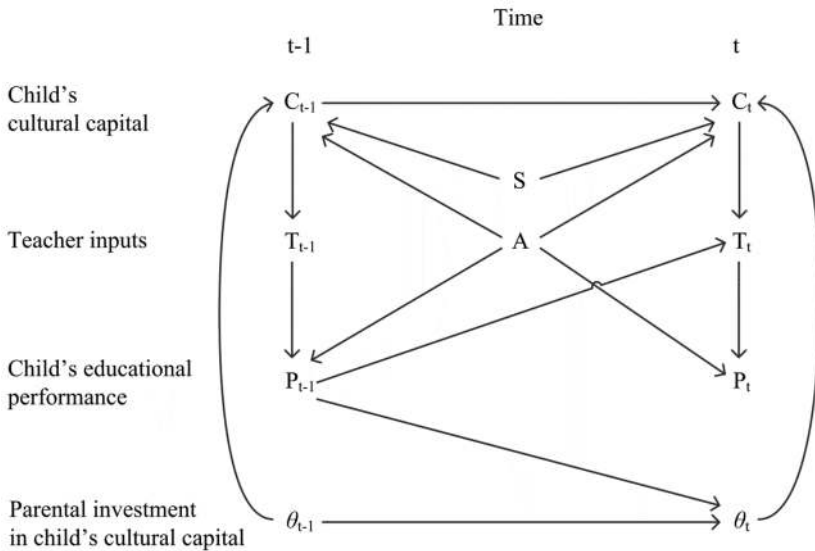 Time
t-1 t
Child's
cultural capital
C_{t-1} C_t
S
Teacher inputs
T_{t-1} A T_t
Child's educational
performance
P_{t-1} P_t
Parental investment
in child's cultural capital
θ_{t-1} θ_t